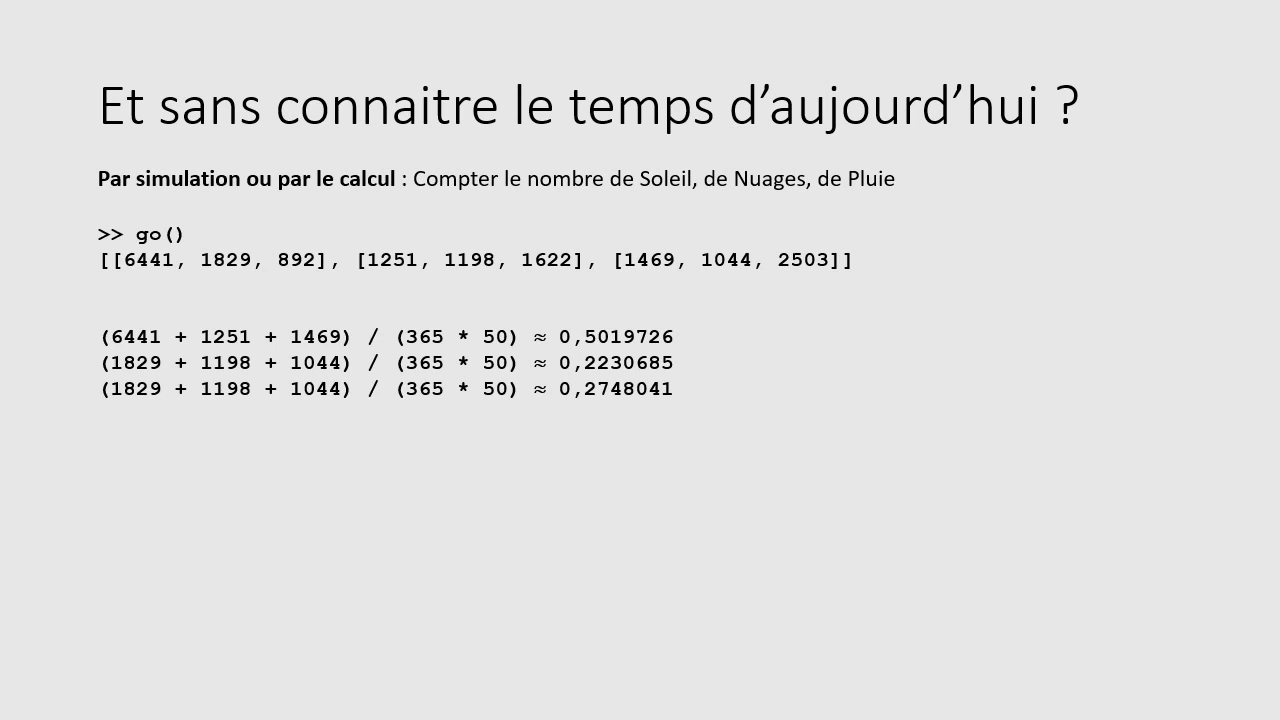 Et sans connaitre le temps d’aujourd’hui ?
Par simulation ou par le calcul : Compter le nombre de Soleil, de Nuages, de Pluie
>> go()
[[6441, 1829, 892], [1251, 1198, 1622], [1469, 1044, 2503]]
(6441 + 1251 + 1469) / (365 * 50) ≈ 0,5019726
(1829 + 1198 + 1044) / (365 * 50) ≈ 0,2230685
(1829 + 1198 + 1044) / (365 * 50) ≈ 0,2748041